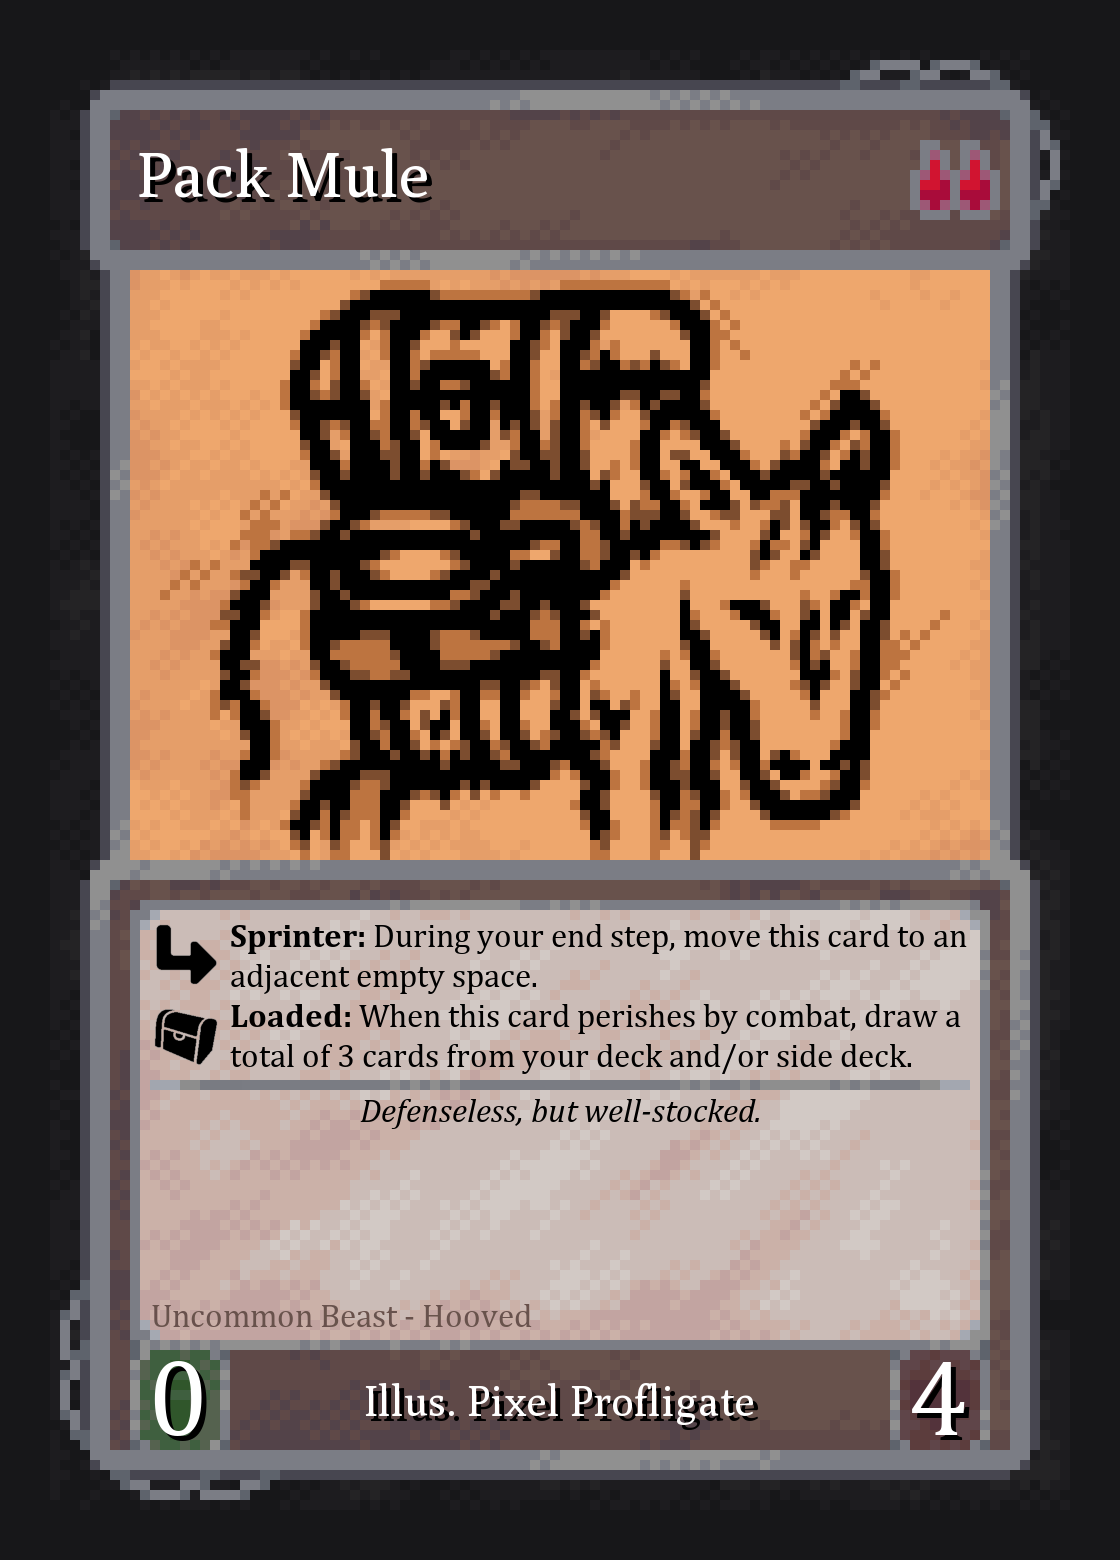 Pack Mule
Sprinter: During your end step, move this card to an
adjacent empty space.
Loaded: When this card perishes by combat, draw a
total of 3 cards from your deck and/or side deck.
Defenseless, but well-stocked.
Uncommon Beast - Hooved
0
Illus. Pixel Profligate
4